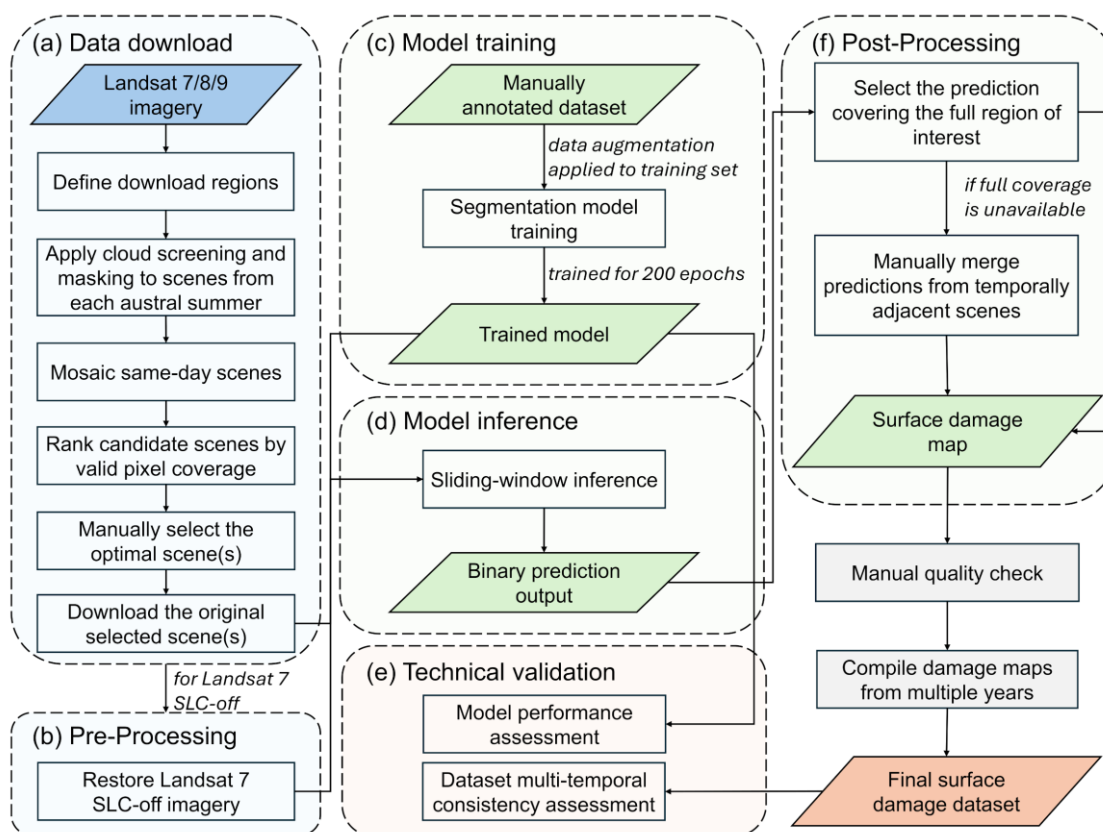 (a) Data download
Landsat 7/8/9
imagery
Define download regions
Apply cloud screening and
masking to scenes from
each austral summer
Mosaic same-day scenes
Rank candidate scenes by
valid pixel coverage
Manually select the
optimal scene(s)
Download the original
selected scene(s)
for Landsat 7
SLC-off
(b) Pre-Processing
Restore Landsat 7
SLC-off imagery
(c) Model training
Manually
annotated dataset
data augmentation
applied to training set
Segmentation model
training
trained for 200 epochs
Trained model
(d) Model inference
Sliding-window inference
Binary prediction
output
(e) Technical validation
Model performance
assessment
Dataset multi-temporal
consistency assessment
(f) Post-Processing
Select the prediction
covering the full region of
interest
if full coverage
is unavailable
Manually merge
predictions from temporally
adjacent scenes
Surface damage
map
Manual quality check
Compile damage maps
from multiple years
Final surface
damage dataset